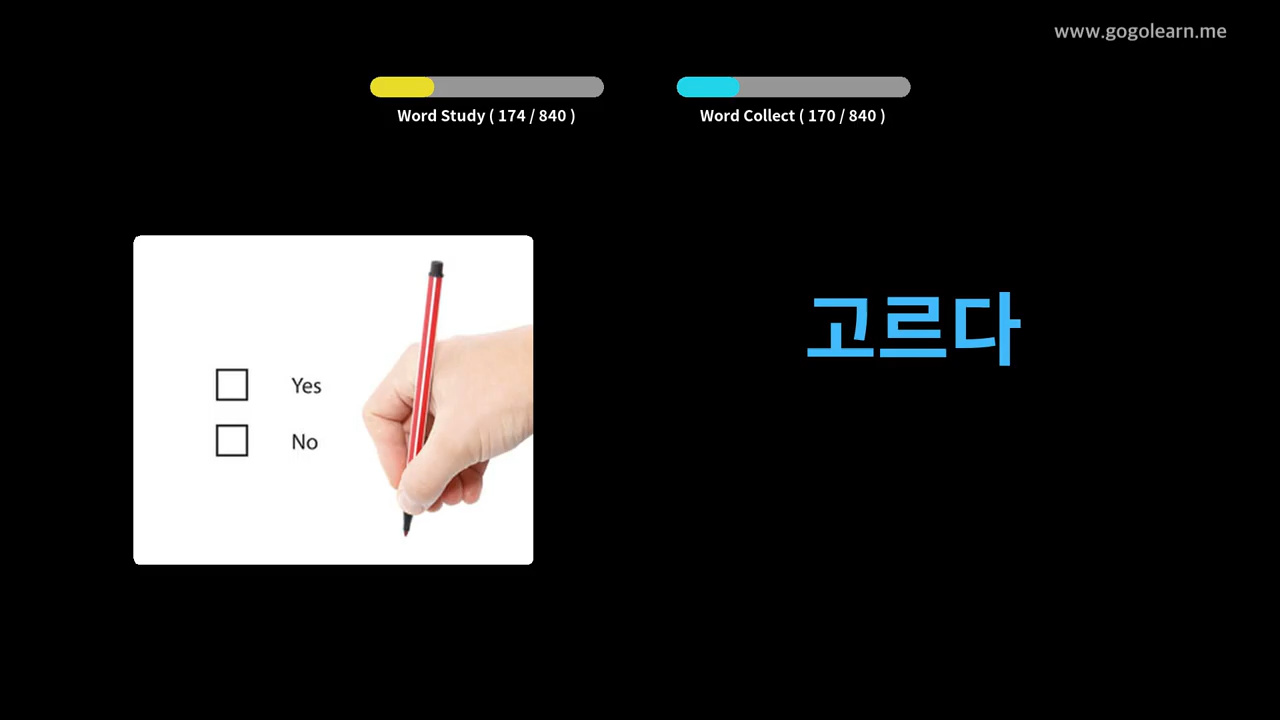 www.gogolearn.me
Word Study ( 174 / 840 )
Word Collect ( 170 / 840 )
고르다
Yes
No